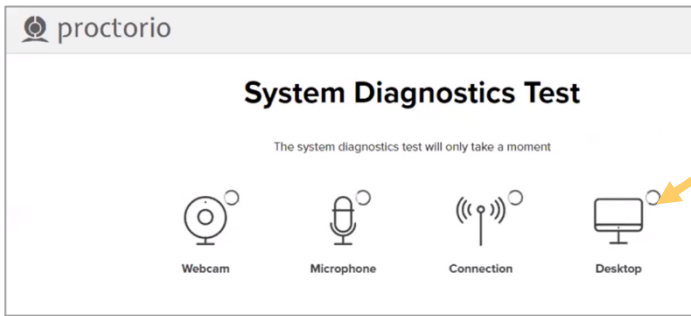 proctorio
System Diagnostics Test
The system diagnostics test will only take a moment
Webcam Microphone Connection Desktop